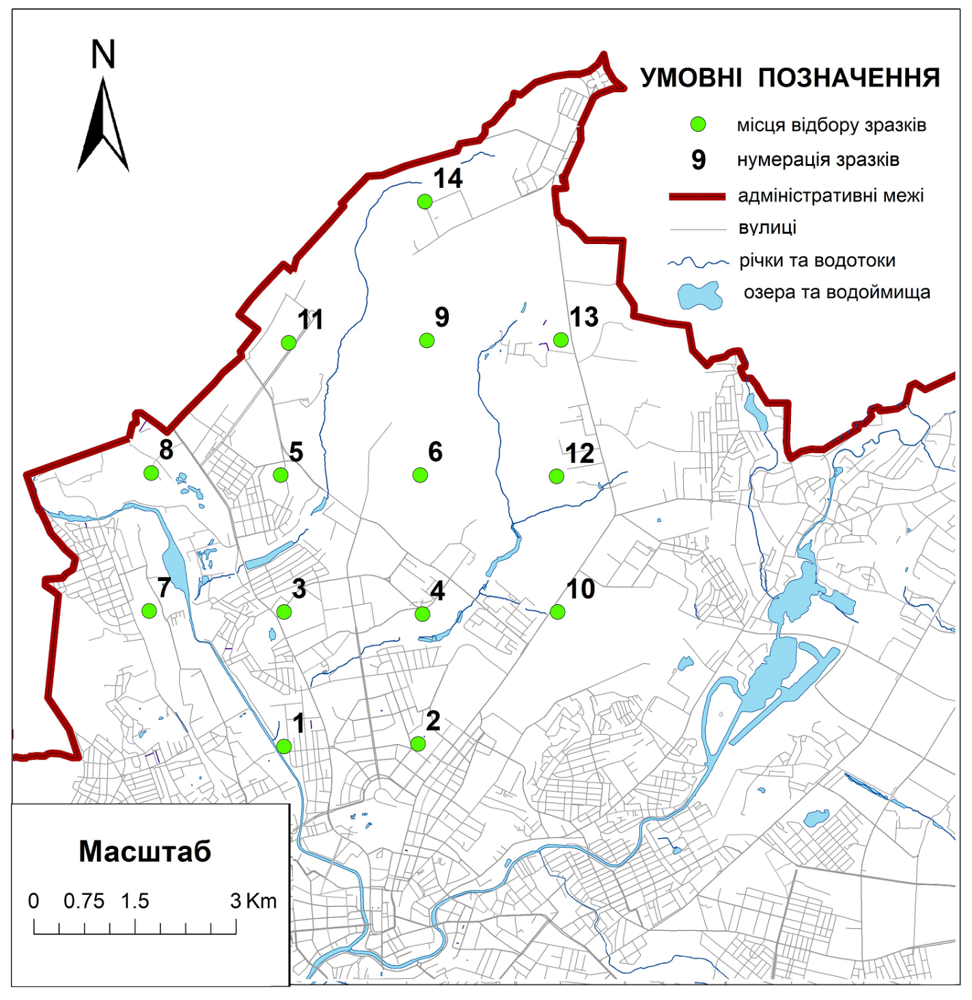 N
УМОВНІ ПОЗНАЧЕННЯ
місця відбору зразків
9 нумерація зразків
адміністративні межі
вулиці
річки та водотоки
озера та водоймища
14
11
9
13
8
5
6
12
7
3
4
10
1
2
Масштаб
0 0.75 1.5 3 Km